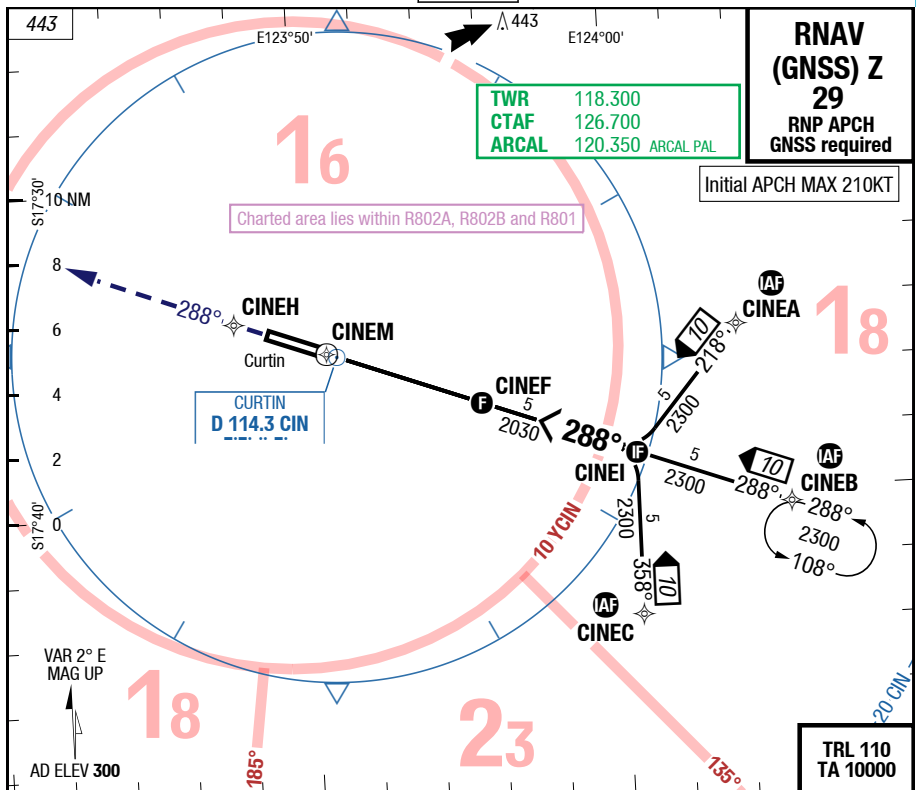 443
443
E123°50'
E124°00'
RNAV
(GNSS) Z
29
RNP APCH
GNSS required
TWR 118.300
CTAF 126.700
ARCAL 120.350 ARCAL PAL
Initial APCH MAX 210KT
16
Charted area lies within R802A, R802B and R801
S17°30'
10 NM
8
6
4
2
0
S17°40'
288°
CINEH
CINEM
Curtin
CURTIN
D 114.3 CIN
CINEF
F
5
2030
288°
IF
CINEI
IAF
CINEA
18
10
218°
5
2300
5
2300
10
288°
IAF
CINEB
288°
2300
108°
5
2300
358°
10
IAF
CINEC
10 YCIN
VAR 2° E
MAG UP
AD ELEV 300
18
185°
23
135°
20 CIN
TRL 110
TA 10000